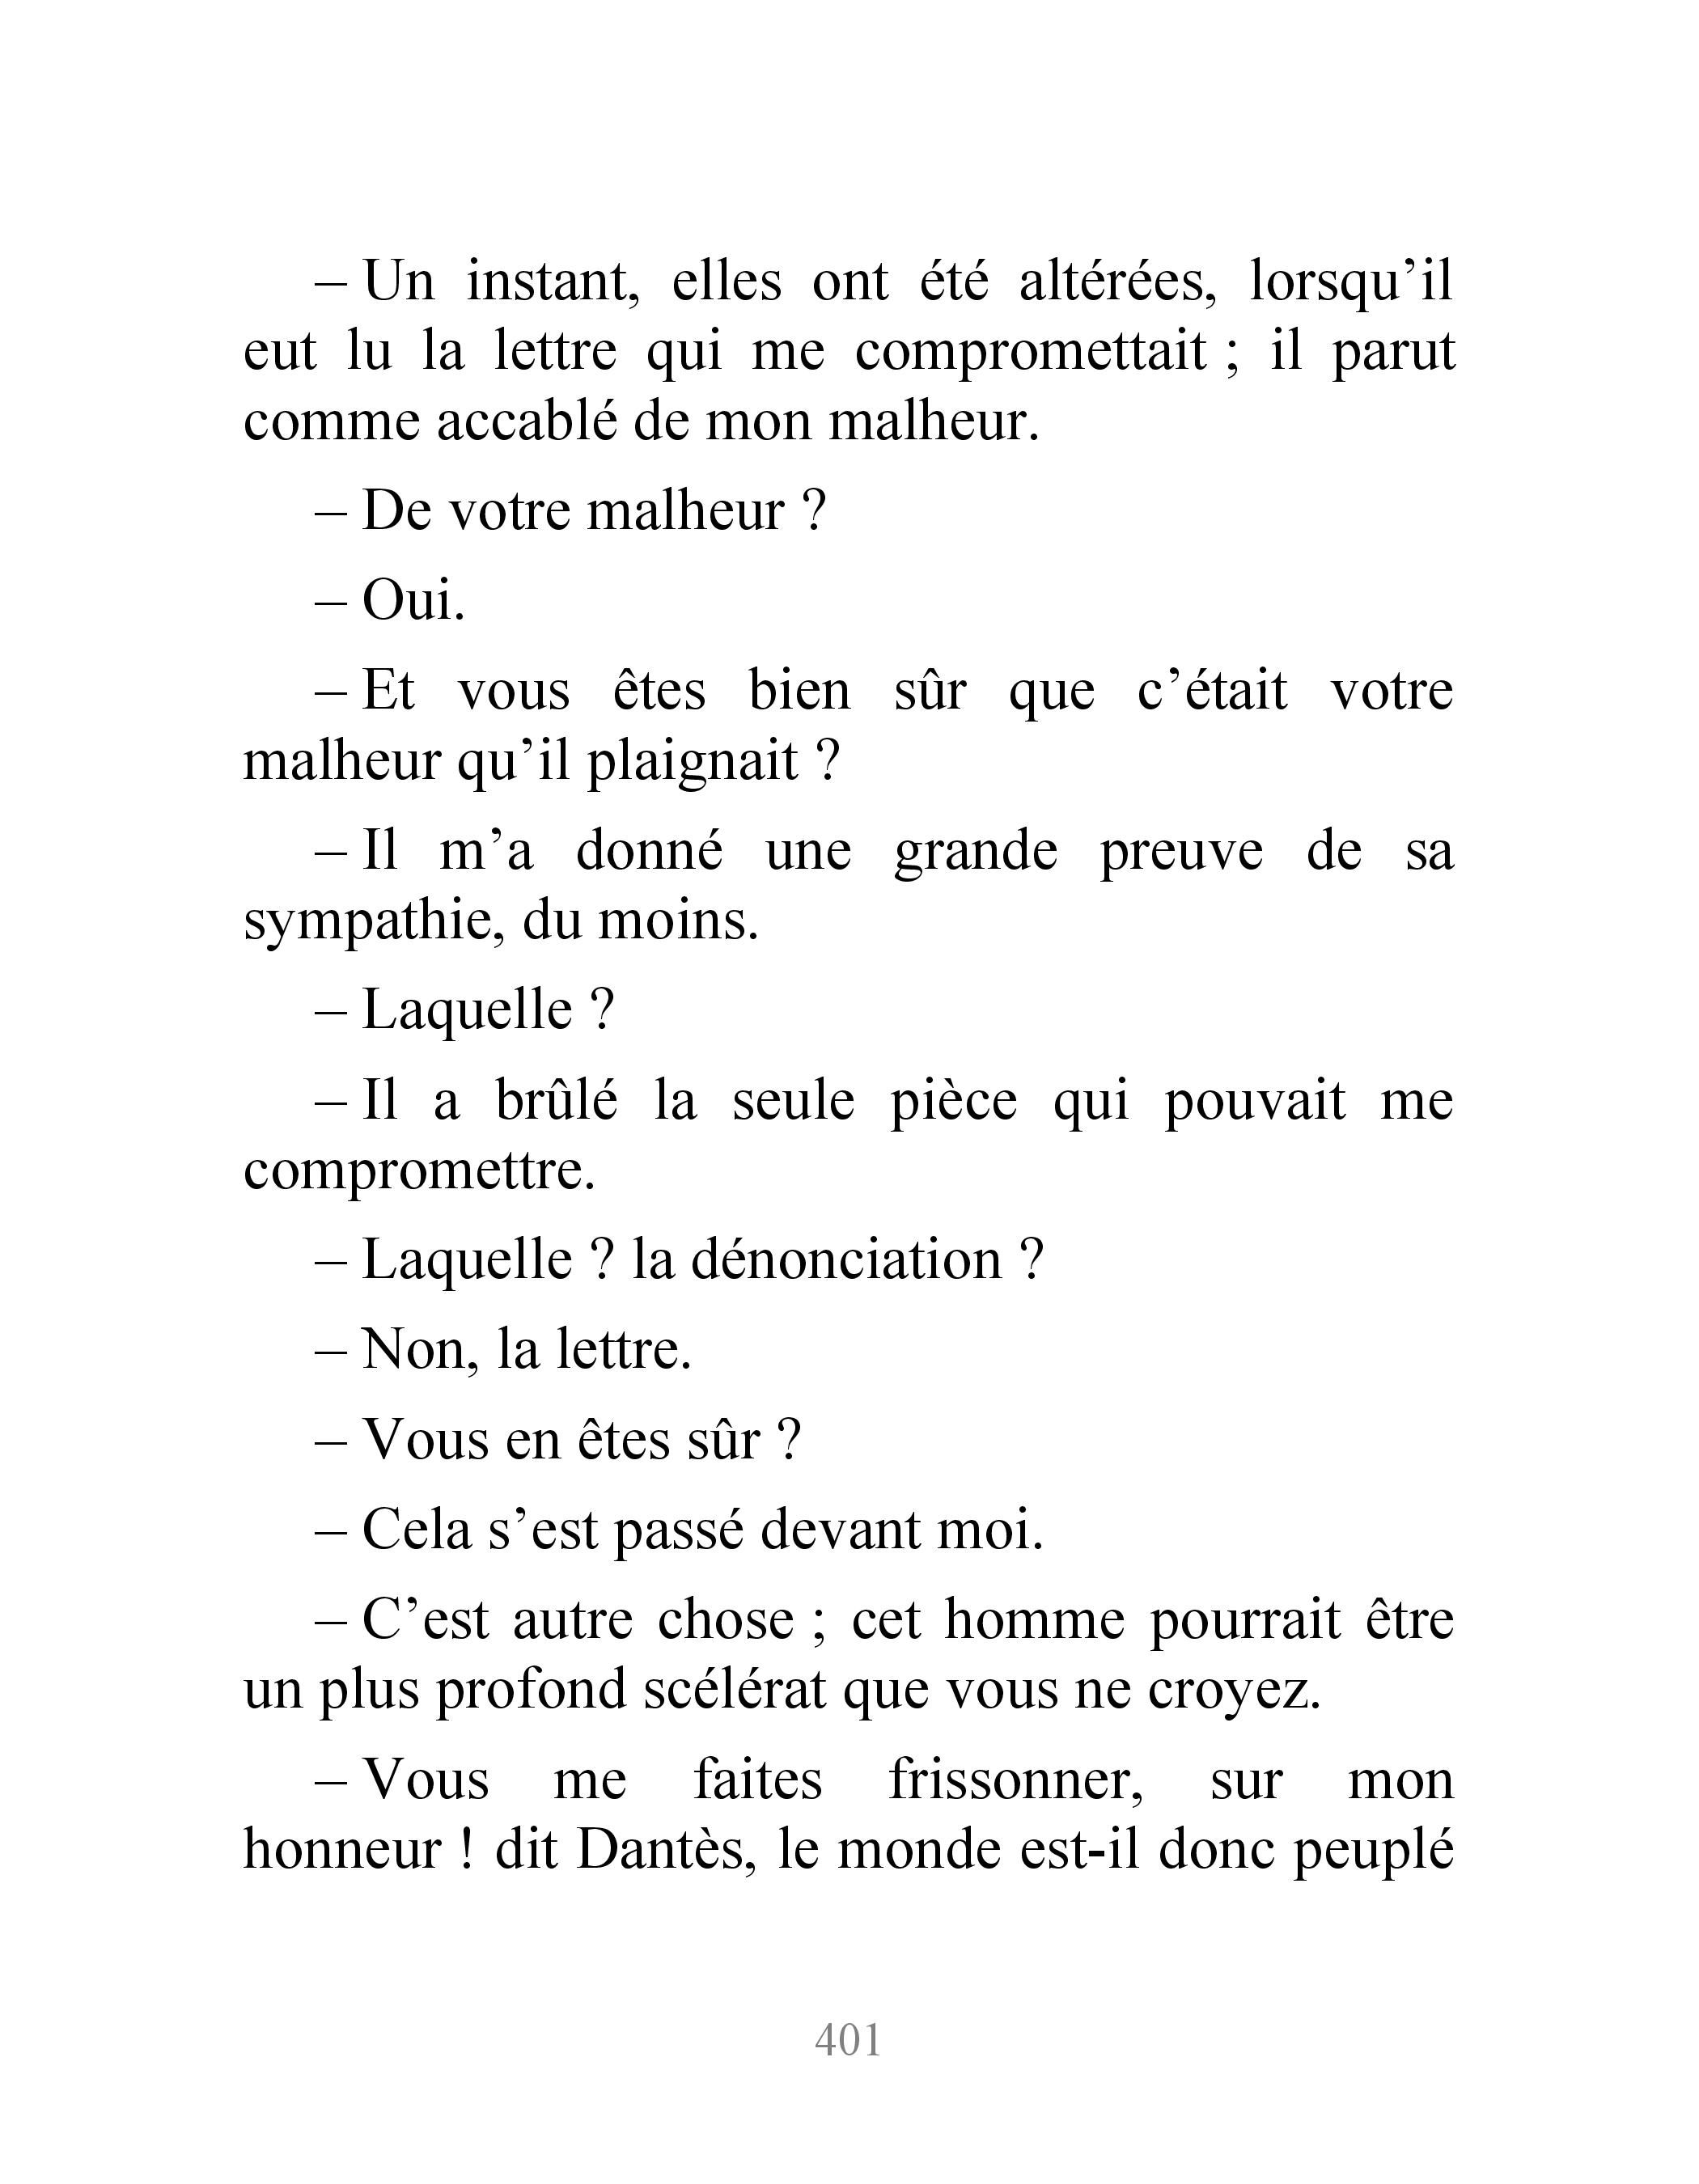 – Un instant, elles ont été altérées, lorsqu’il
eut lu la lettre qui me compromettait ; il parut
comme accablé de mon malheur.
– De votre malheur ?
– Oui.
– Et vous êtes bien sûr que c’était votre
malheur qu’il plaignait ?
– Il m’a donné une grande preuve de sa
sympathie, du moins.
– Laquelle ?
– Il a brûlé la seule pièce qui pouvait me
compromettre.
– Laquelle ? la dénonciation ?
– Non, la lettre.
– Vous en êtes sûr ?
– Cela s’est passé devant moi.
– C’est autre chose ; cet homme pourrait être
un plus profond scélérat que vous ne croyez.
– Vous me faites frissonner, sur mon
honneur ! dit Dantès, le monde est-il donc peuplé
401